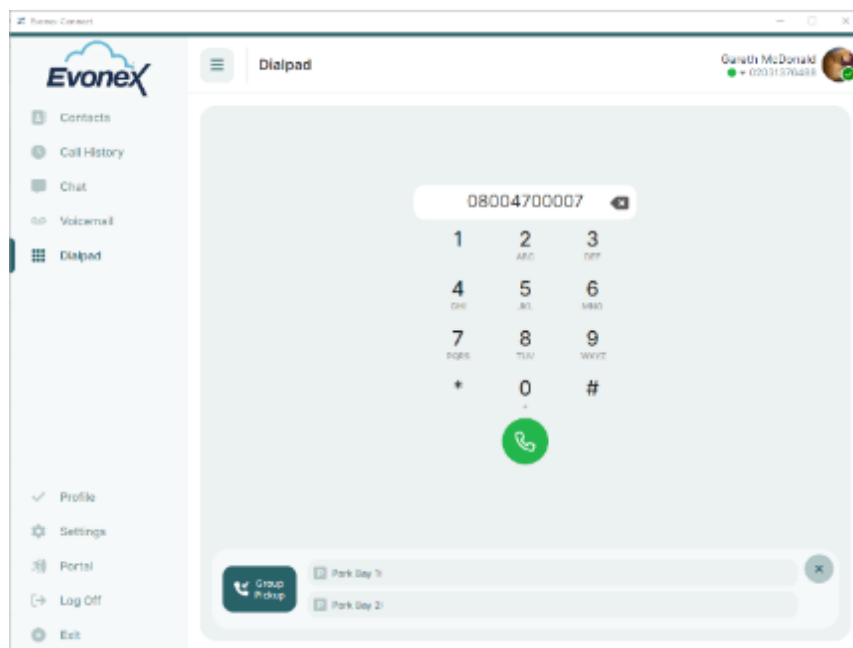 Evonex Connect
Evonex
Dialpad
Gareth McDonald
Contacts
Call History
Chat
Voicemail
Dialpad
08004700007
1 2 3
ABC DEF
4 5 6
GHI JKL MNO
7 8 9
PQRS TUV WXYZ
* 0 #
+
Profile
Settings
Portal
Log Off
Exit
Group
Pickup
Park Bay 1:
Park Bay 2: